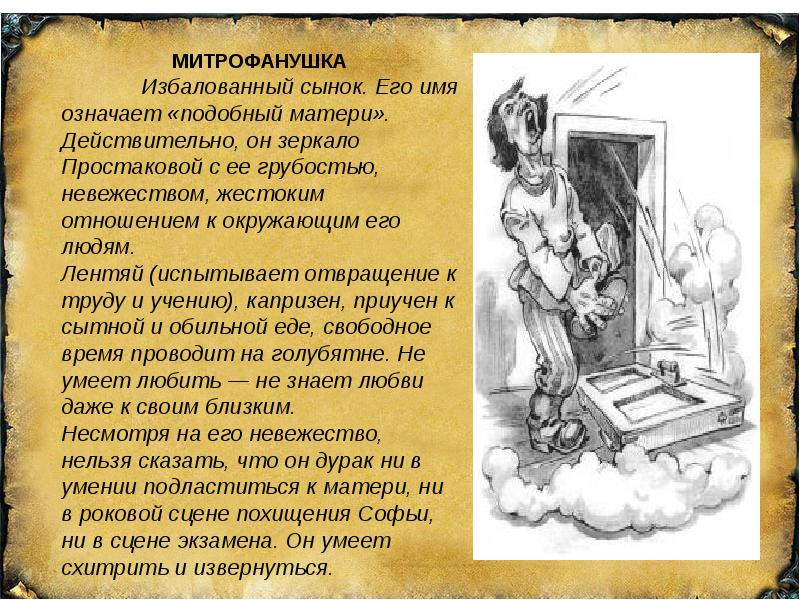 МИТРОФАНУШКА
Избалованный сынок. Его имя
означает «подобный матери».
Действительно, он зеркало
Простаковой с ее грубостью,
невежеством, жестоким
отношением к окружающим его
людям.
Лентяй (испытывает отвращение к
труду и учению), капризен, приучен к
сытной и обильной еде, свободное
время проводит на голубятне. Не
умеет любить — не знает любви
даже к своим близким.
Несмотря на его невежество,
нельзя сказать, что он дурак ни в
умении подластиться к матери, ни
в роковой сцене похищения Софьи,
ни в сцене экзамена. Он умеет
схитрить и извернуться.